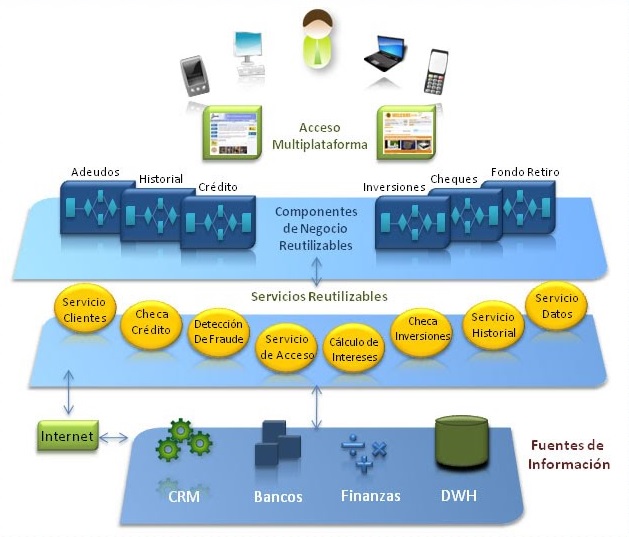 Acceso
Multiplataforma
Adeudos
Historial
Crédito
Inversiones
Cheques
Fondo Retiro
Componentes
de Negocio
Reutilizables
Servicios Reutilizables
Servicio
Clientes
Checa
Crédito
Detección
De Fraude
Servicio
de Acceso
Cálculo de
Intereses
Checa
Inversiones
Servicio
Historial
Servicio
Datos
Internet
CRM
Bancos
Finanzas
DWH
Fuentes de
Información